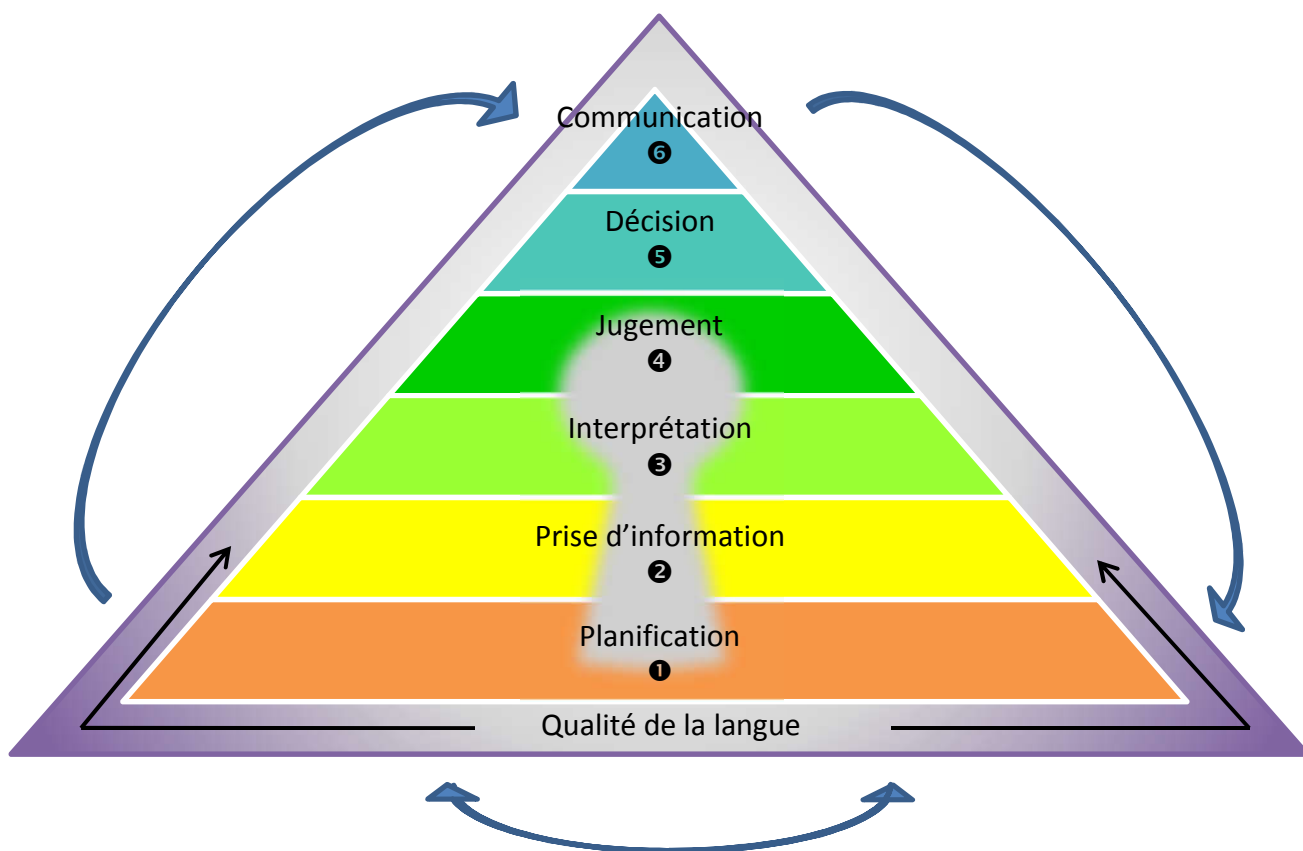 Communication
❻
Décision
❺
Jugement
❹
Interprétation
❸
Prise d’information
❷
Planification
❶
Qualité de la langue